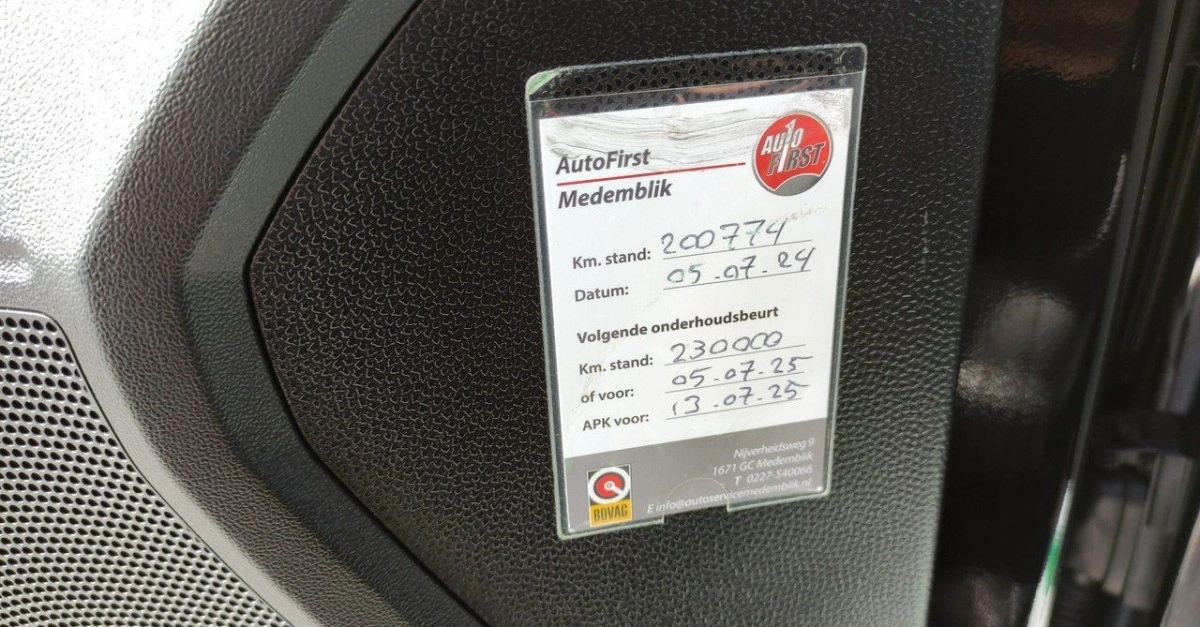 AutoFirst
Medemblik
AUTO
FIRST
Km. stand: 200774
Datum: 05.07.24
Volgende onderhoudsbeurt
Km. stand: 230000
of voor: 05.07.25
APK voor: 13.07.25
Nijverheidsweg 9
1671 GC Medemblik
T 0227-540066
E info@autoservicemedemblik.nl
BOVAG